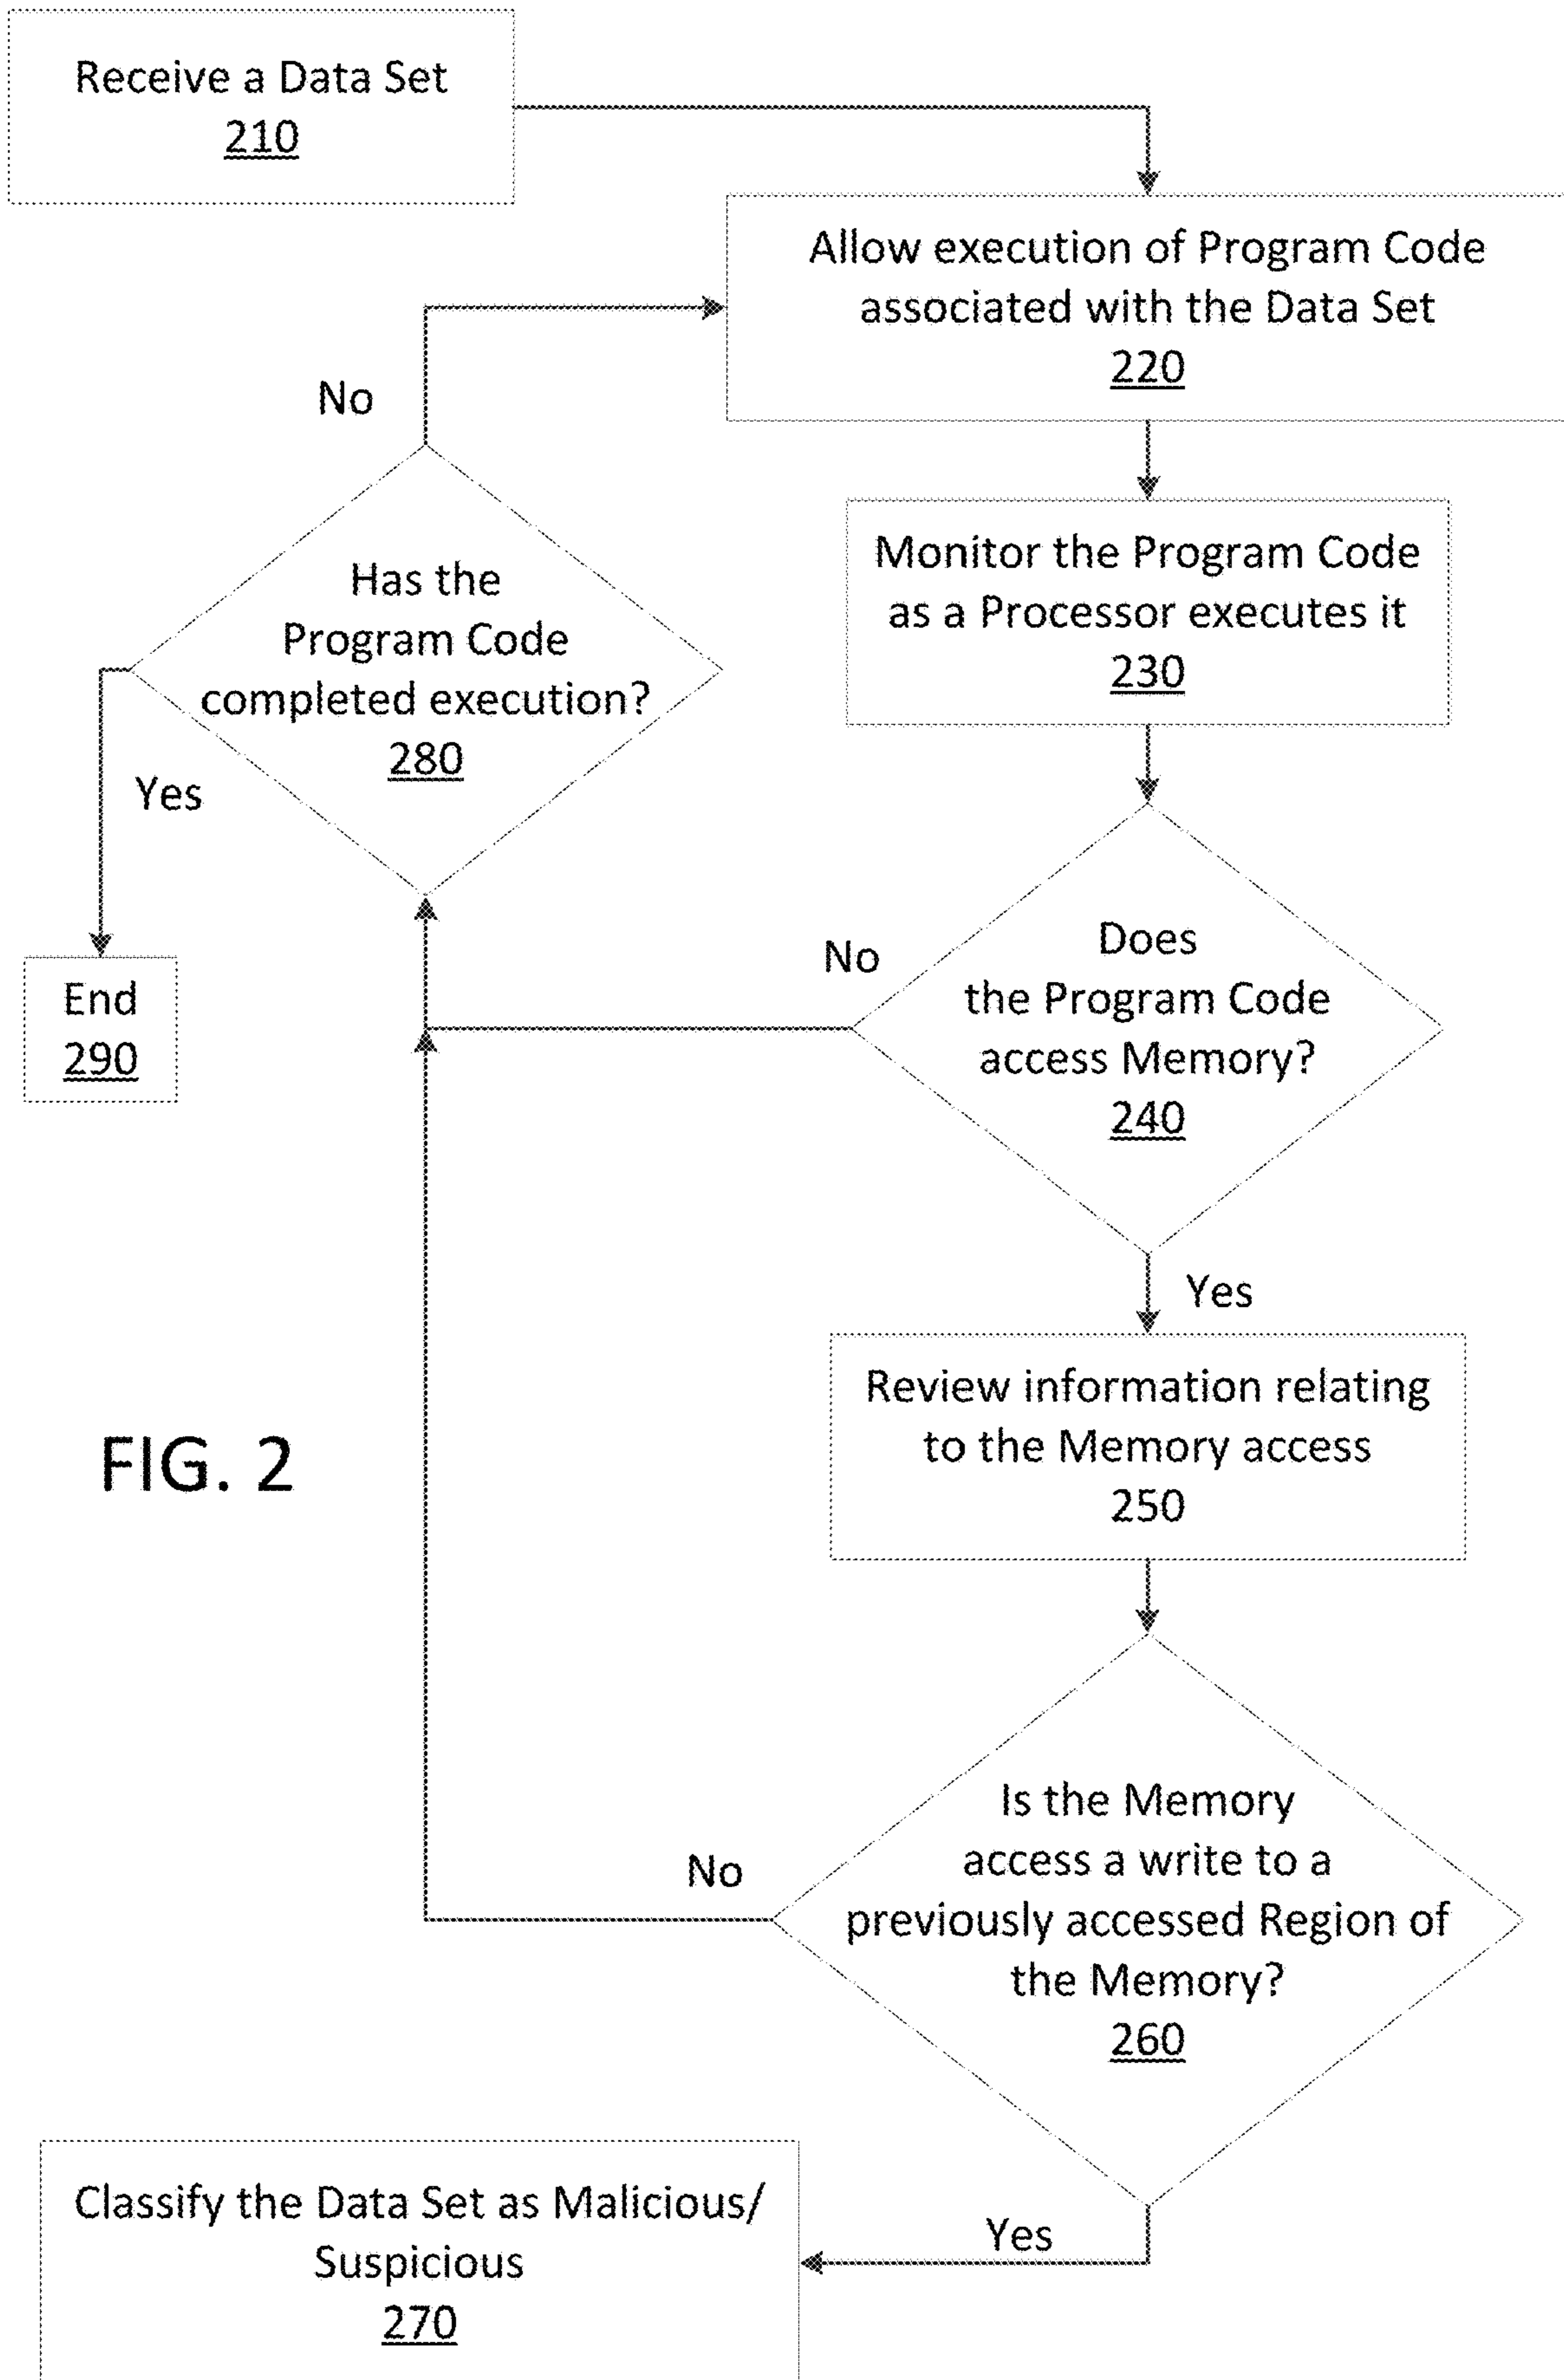 Receive a Data Set
210
Allow execution of Program Code
associated with the Data Set
220
No
Monitor the Program Code
as a Processor executes it
230
Has the
Program Code
completed execution?
280
Yes
No
Does
the Program Code
access Memory?
240
End
290
Yes
Review information relating
to the Memory access
250
FIG. 2
Is the Memory
access a write to a
previously accessed Region of
the Memory?
260
No
Yes
Classify the Data Set as Malicious/
Suspicious
270